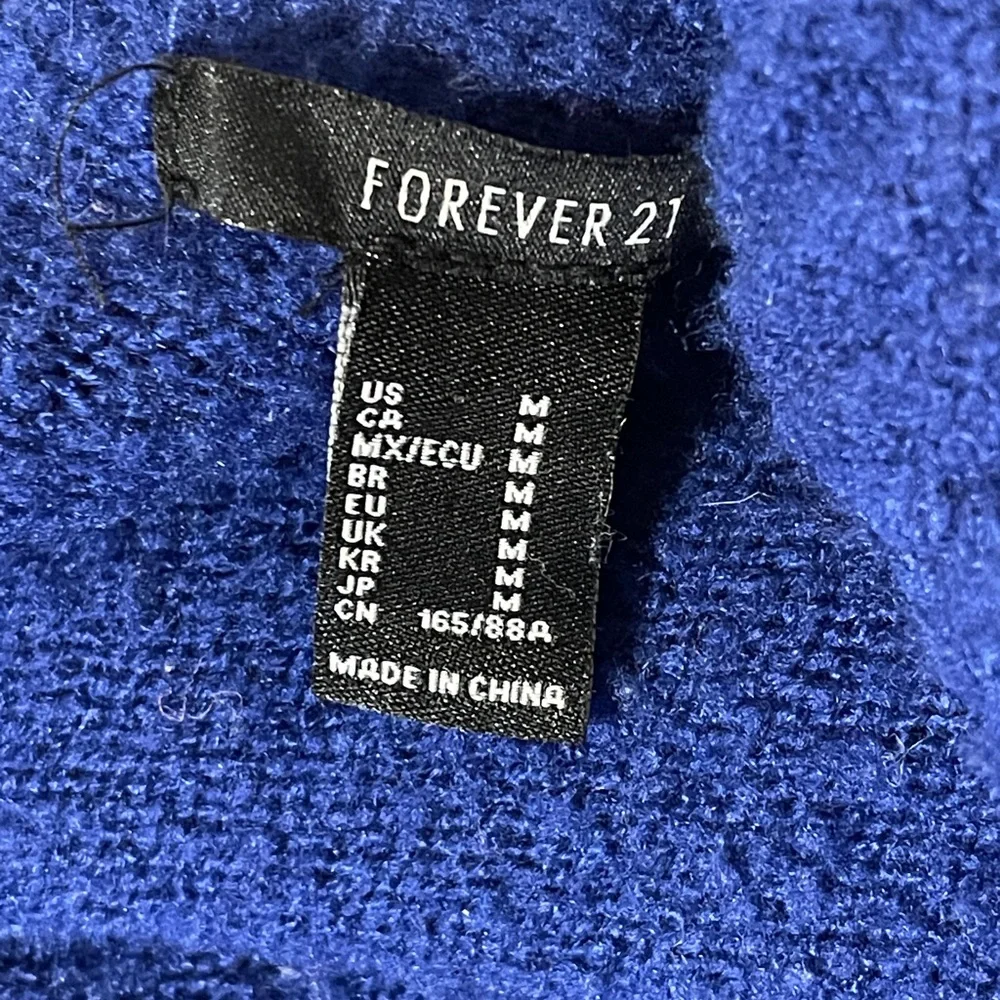 FOREVER 21
US M
CA M
MX/ECU M
BR M
EU M
UK M
KR M
JP M
CN 165/88A
MADE IN CHINA